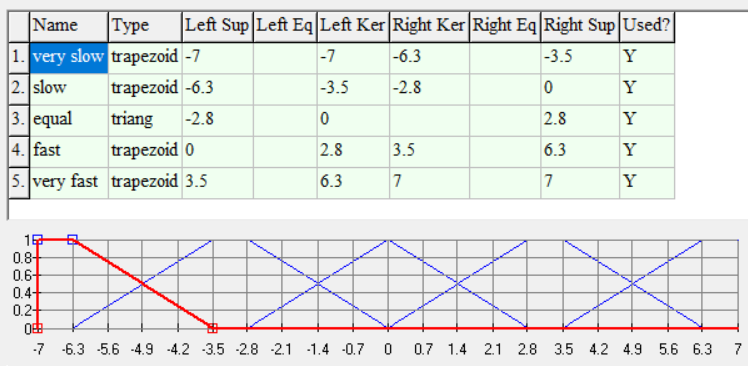 Name Type Left Sup Left Eq Left Ker Right Ker Right Eq Right Sup Used?
1. very slow trapezoid -7 -7 -6.3 -3.5 Y
2. slow trapezoid -6.3 -3.5 -2.8 0 Y
3. equal triang -2.8 0 2.8 Y
4. fast trapezoid 0 2.8 3.5 6.3 Y
5. very fast trapezoid 3.5 6.3 7 7 Y
1
0.8
0.6
0.4
0.2
0
-7 -6.3 -5.6 -4.9 -4.2 -3.5 -2.8 -2.1 -1.4 -0.7 0 0.7 1.4 2.1 2.8 3.5 4.2 4.9 5.6 6.3 7